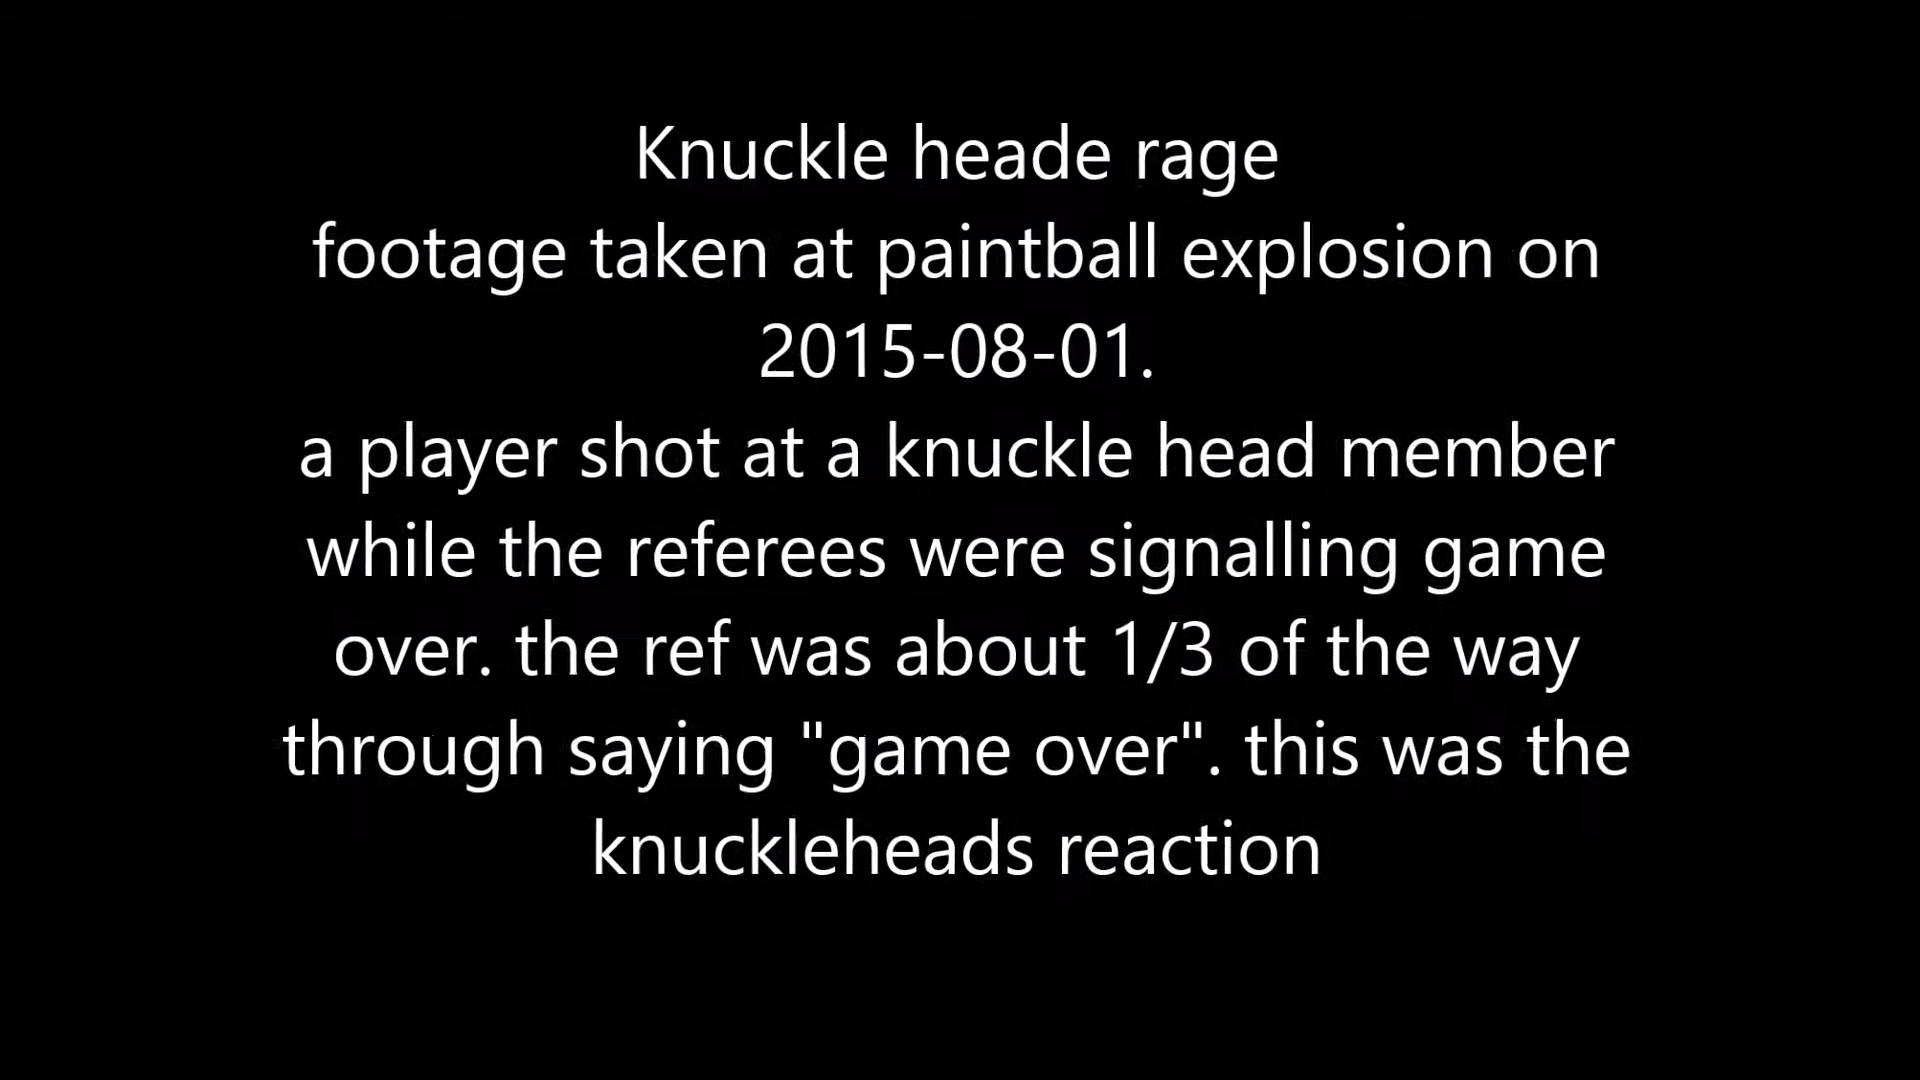 Knuckle heade rage
footage taken at paintball explosion on
2015-08-01.
a player shot at a knuckle head member
while the referees were signalling game
over. the ref was about 1/3 of the way
through saying "game over". this was the
knuckleheads reaction